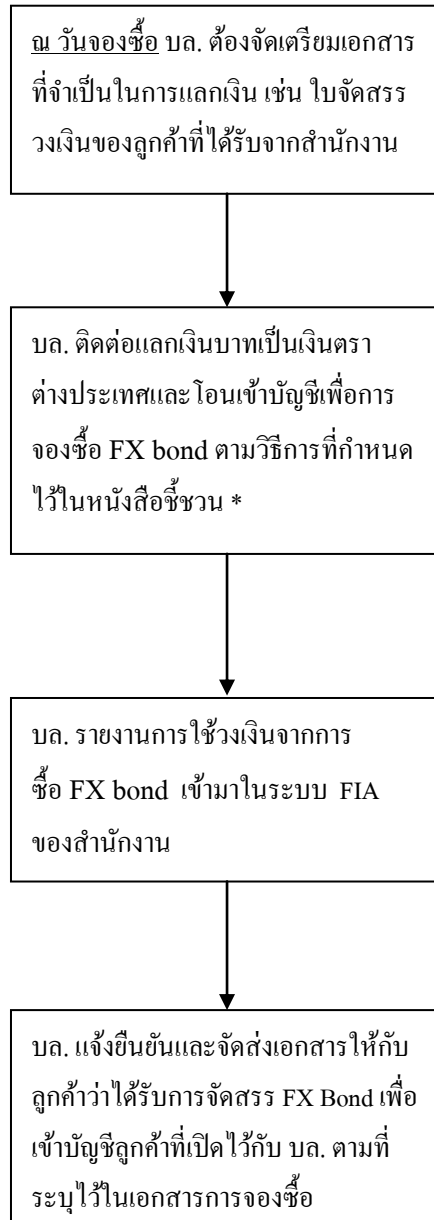 ณ วันจองซื้อ บล. ต้องจัดเตรียมเอกสาร
ที่จำเป็นในการแลกเงิน เช่น ใบจัดสรร
วงเงินของลูกค้าที่ได้รับจากสำนักงาน
บล. ติดต่อแลกเงินบาทเป็นเงินตรา
ต่างประเทศและโอนเข้าบัญชีเพื่อการ
จองซื้อ FX bond ตามวิธีการที่กำหนด
ไว้ในหนังสือชี้ชวน *
บล. รายงานการใช้วงเงินจากการ
ซื้อ FX bond เข้ามาในระบบ FIA
ของสำนักงาน
บล. แจ้งยืนยันและจัดส่งเอกสารให้กับ
ลูกค้าว่าได้รับการจัดสรร FX Bond เพื่อ
เข้าบัญชีลูกค้าที่เปิดไว้กับ บล. ตามที่
ระบุไว้ในเอกสารการจองซื้อ